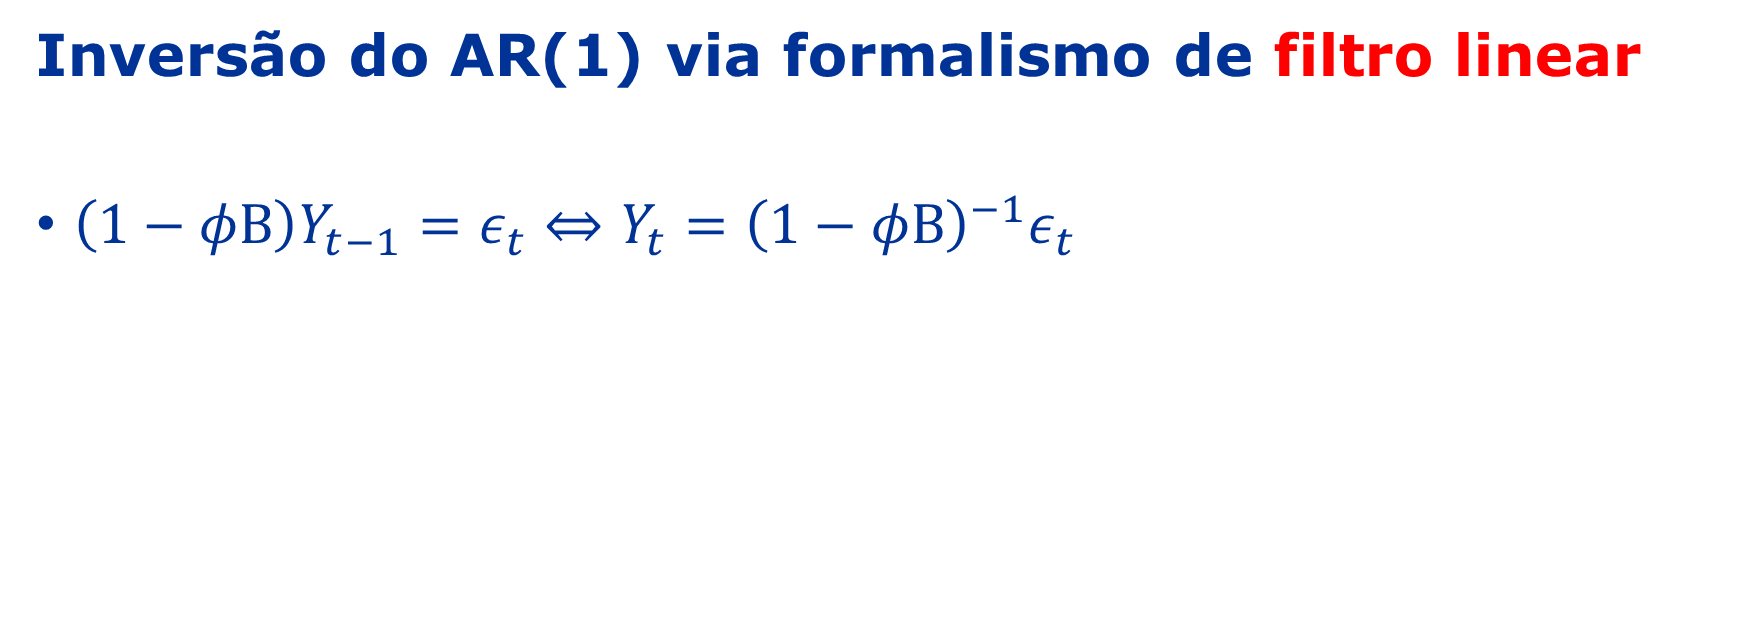 Inversão do AR(1) via formalismo de filtro linear
• (1 − ϕB)Y_{t−1} = ϵ_t ⇔ Y_t = (1 − ϕB)^{−1}ϵ_t